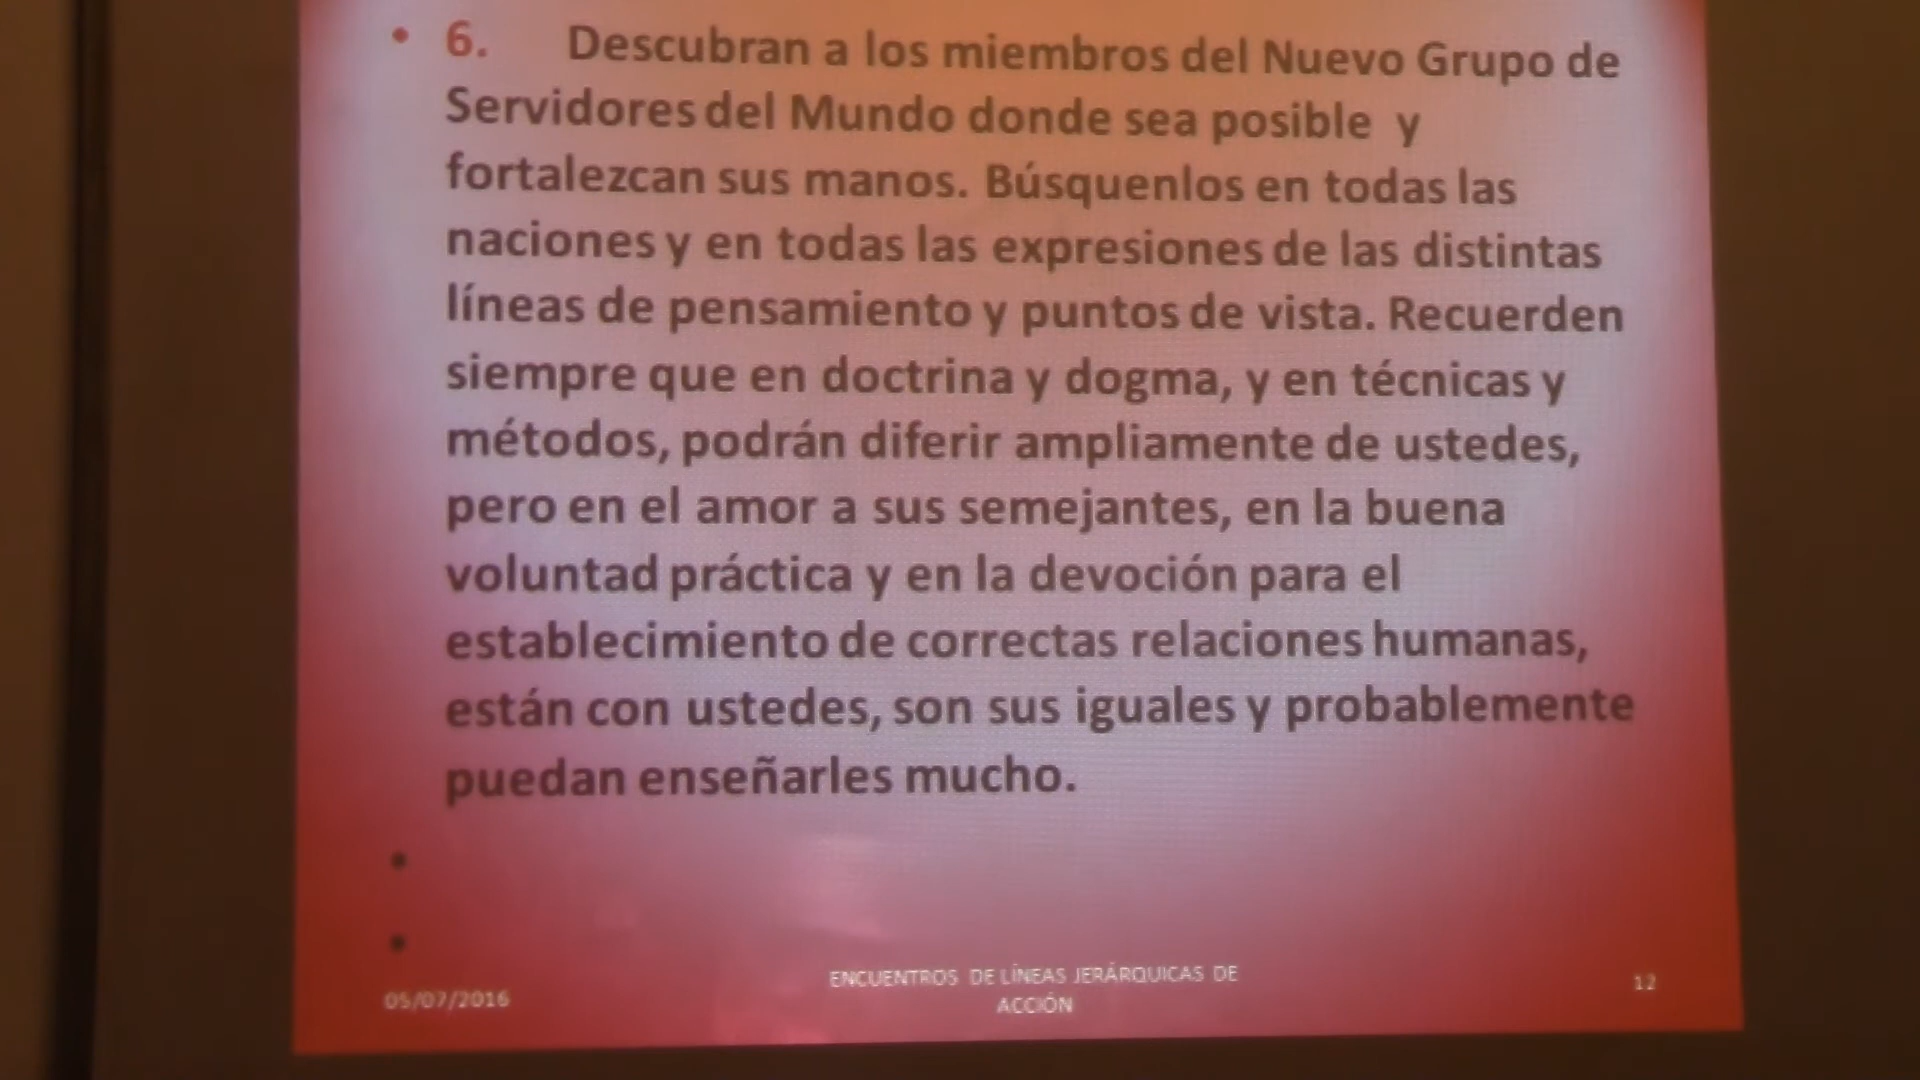 • 6. Descubran a los miembros del Nuevo Grupo de
Servidores del Mundo donde sea posible y
fortalezcan sus manos. Búsquenlos en todas las
naciones y en todas las expresiones de las distintas
líneas de pensamiento y puntos de vista. Recuerden
siempre que en doctrina y dogma, y en técnicas y
métodos, podrán diferir ampliamente de ustedes,
pero en el amor a sus semejantes, en la buena
voluntad práctica y en la devoción para el
establecimiento de correctas relaciones humanas,
están con ustedes, son sus iguales y probablemente
puedan enseñarles mucho.
•
•
05/07/2016
ENCUENTROS DE LÍNEAS JERÁRQUICAS DE
ACCIÓN
12